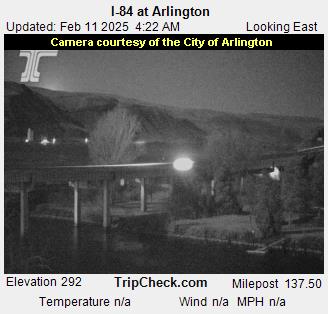 I-84 at Arlington
Updated: Feb 11 2025 4:22 AM Looking East
Camera courtesy of the City of Arlington
Elevation 292 TripCheck.com Milepost 137.50
Temperature n/a Wind n/a MPH n/a